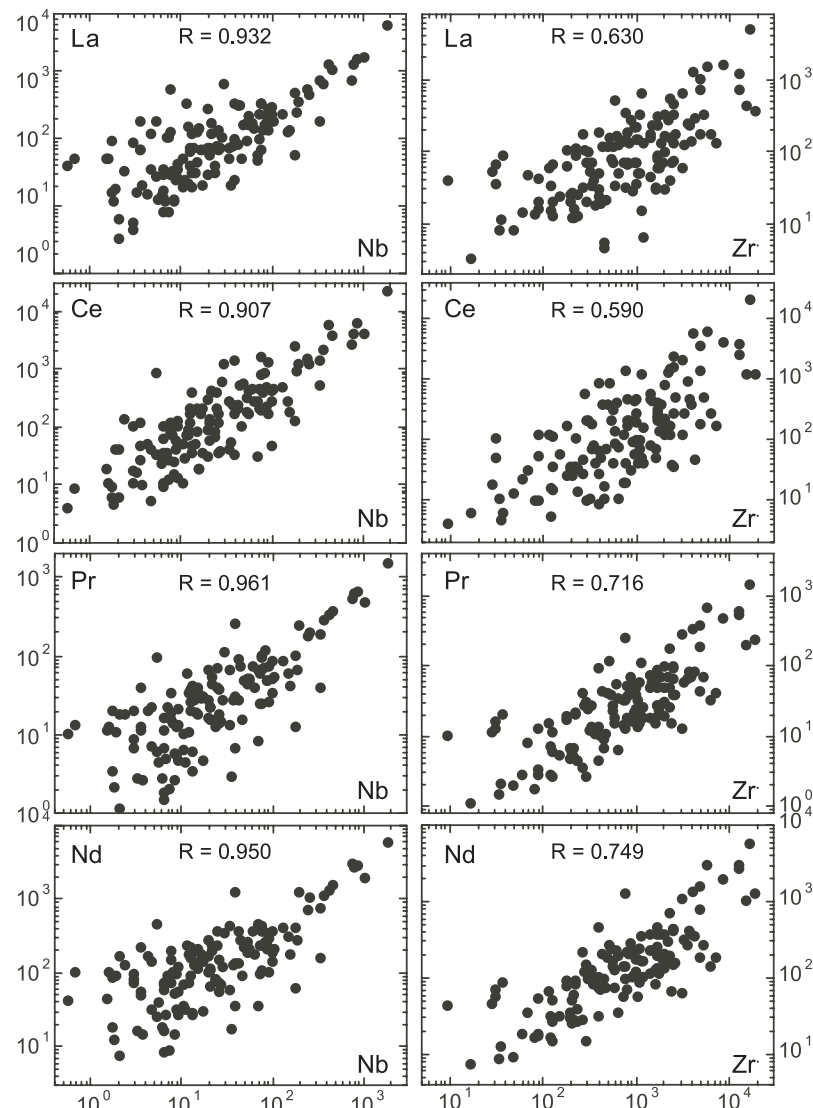 10^4 La R = 0.932 La R = 0.630
10^3 10^3
10^2 10^2
10^1 10^1
10^0 Nb Zr
Ce R = 0.907 Ce R = 0.590
10^4 10^4
10^3 10^3
10^2 10^2
10^1 10^1
10^0 Nb Zr
10^3 Pr R = 0.961 Pr R = 0.716 10^3
10^2 10^2
10^1 10^1
Nb Zr 10^0
10^0
10^4 10^4
10^4 Nd R = 0.950 Nd R = 0.749
10^3 10^3
10^2 10^2
10^1 Nb Zr 10^1
10^0 10^1 10^2 10^3 10^1 10^2 10^3 10^4